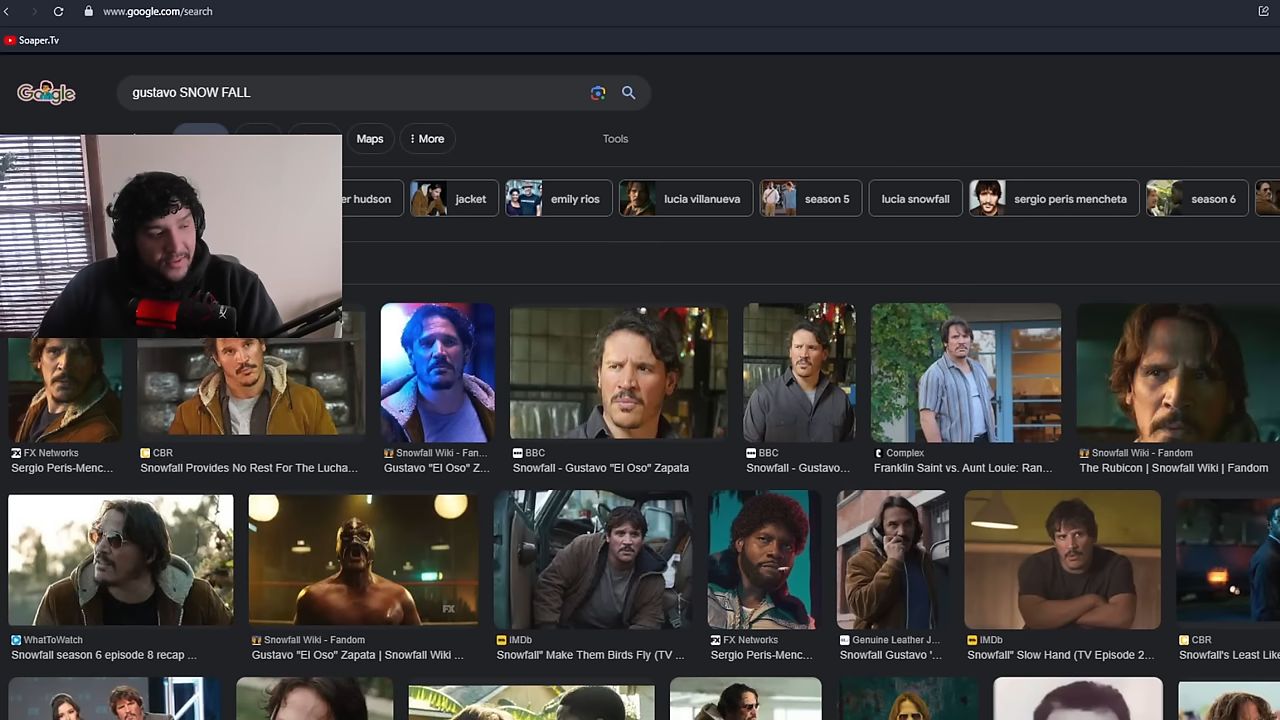 www.google.com/search
Soaper.Tv
Google
gustavo SNOW FALL
Maps
More
Tools
er hudson
jacket
emily rios
lucia villanueva
season 5
lucia snowfall
sergio peris mencheta
season 6
FX Networks
Sergio Peris-Menc...
CBR
Snowfall Provides No Rest For The Lucha...
Snowfall Wiki - Fan...
Gustavo "El Oso" Z...
BBC
Snowfall - Gustavo "El Oso" Zapata
BBC
Snowfall - Gustavo...
Complex
Franklin Saint vs. Aunt Louie: Ran...
Snowfall Wiki - Fandom
The Rubicon | Snowfall Wiki | Fandom
FX
WhatToWatch
Snowfall season 6 episode 8 recap ...
Snowfall Wiki - Fandom
Gustavo "El Oso" Zapata | Snowfall Wiki ...
IMDb
Snowfall" Make Them Birds Fly (TV ...
FX Networks
Sergio Peris-Menc...
Genuine Leather J...
Snowfall Gustavo '...
IMDb
Snowfall" Slow Hand (TV Episode 2...
CBR
Snowfall's Least Like